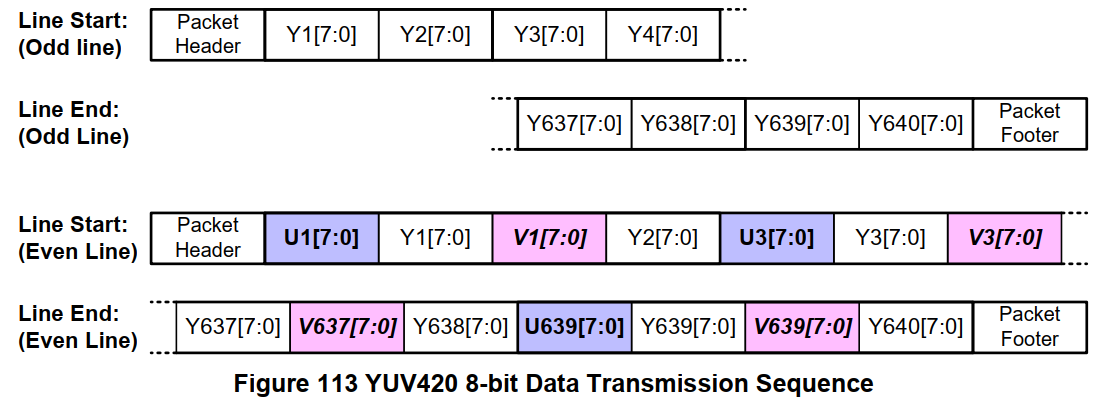 Line Start:
(Odd line)
Packet Header Y1[7:0] Y2[7:0] Y3[7:0] Y4[7:0]
Line End:
(Odd Line)
Y637[7:0] Y638[7:0] Y639[7:0] Y640[7:0] Packet Footer
Line Start:
(Even Line)
Packet Header U1[7:0] Y1[7:0] V1[7:0] Y2[7:0] U3[7:0] Y3[7:0] V3[7:0]
Line End:
(Even Line)
Y637[7:0] V637[7:0] Y638[7:0] U639[7:0] Y639[7:0] V639[7:0] Y640[7:0] Packet Footer
Figure 113 YUV420 8-bit Data Transmission Sequence